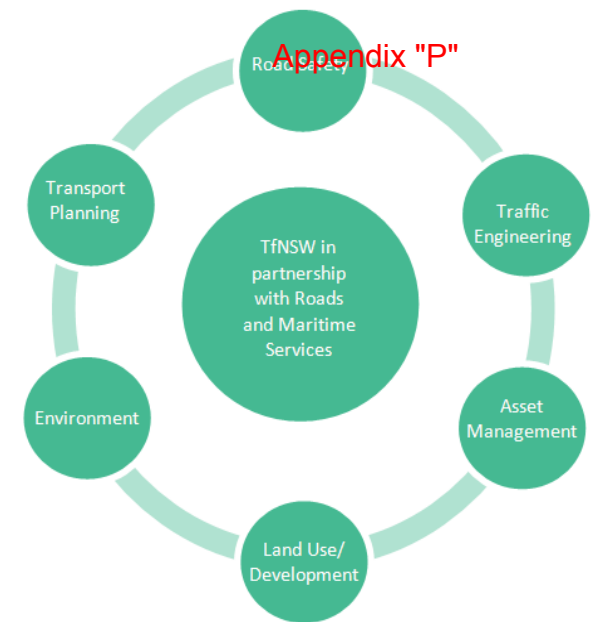 Appendix "P"
Road Safety
Traffic
Engineering
Asset
Management
Land Use/
Development
Environment
Transport
Planning
TfNSW in
partnership
with Roads
and Maritime
Services